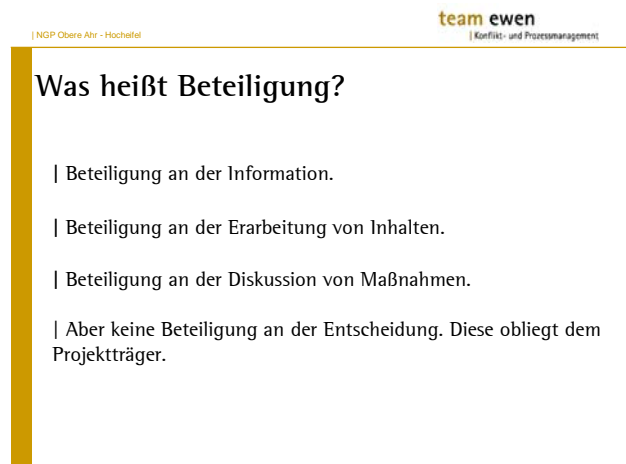 | NGP Obere Ahr - Hocheifel
team ewen
| Konflikt- und Prozessmanagement
Was heißt Beteiligung?
| Beteiligung an der Information.
| Beteiligung an der Erarbeitung von Inhalten.
| Beteiligung an der Diskussion von Maßnahmen.
| Aber keine Beteiligung an der Entscheidung. Diese obliegt dem
Projektträger.